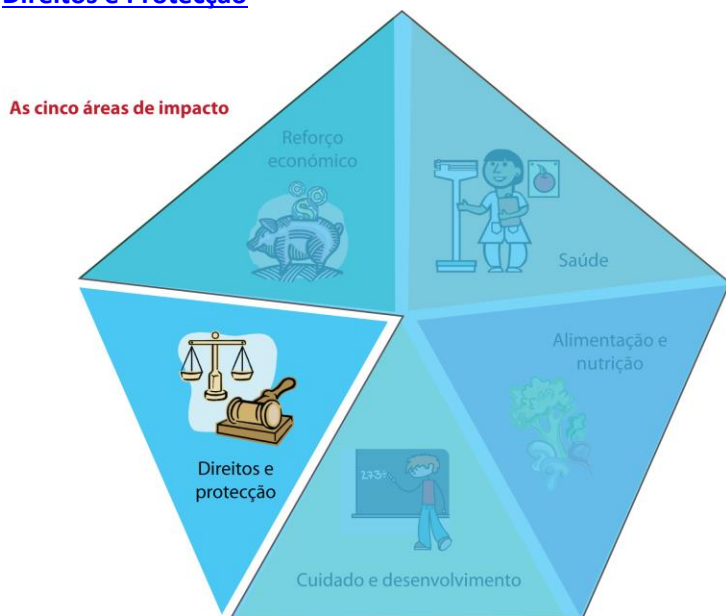 Direitos e Protecção
As cinco áreas de impacto
Reforço
económico
Saúde
Alimentação e
nutrição
Direitos e
protecção
Cuidado e desenvolvimento